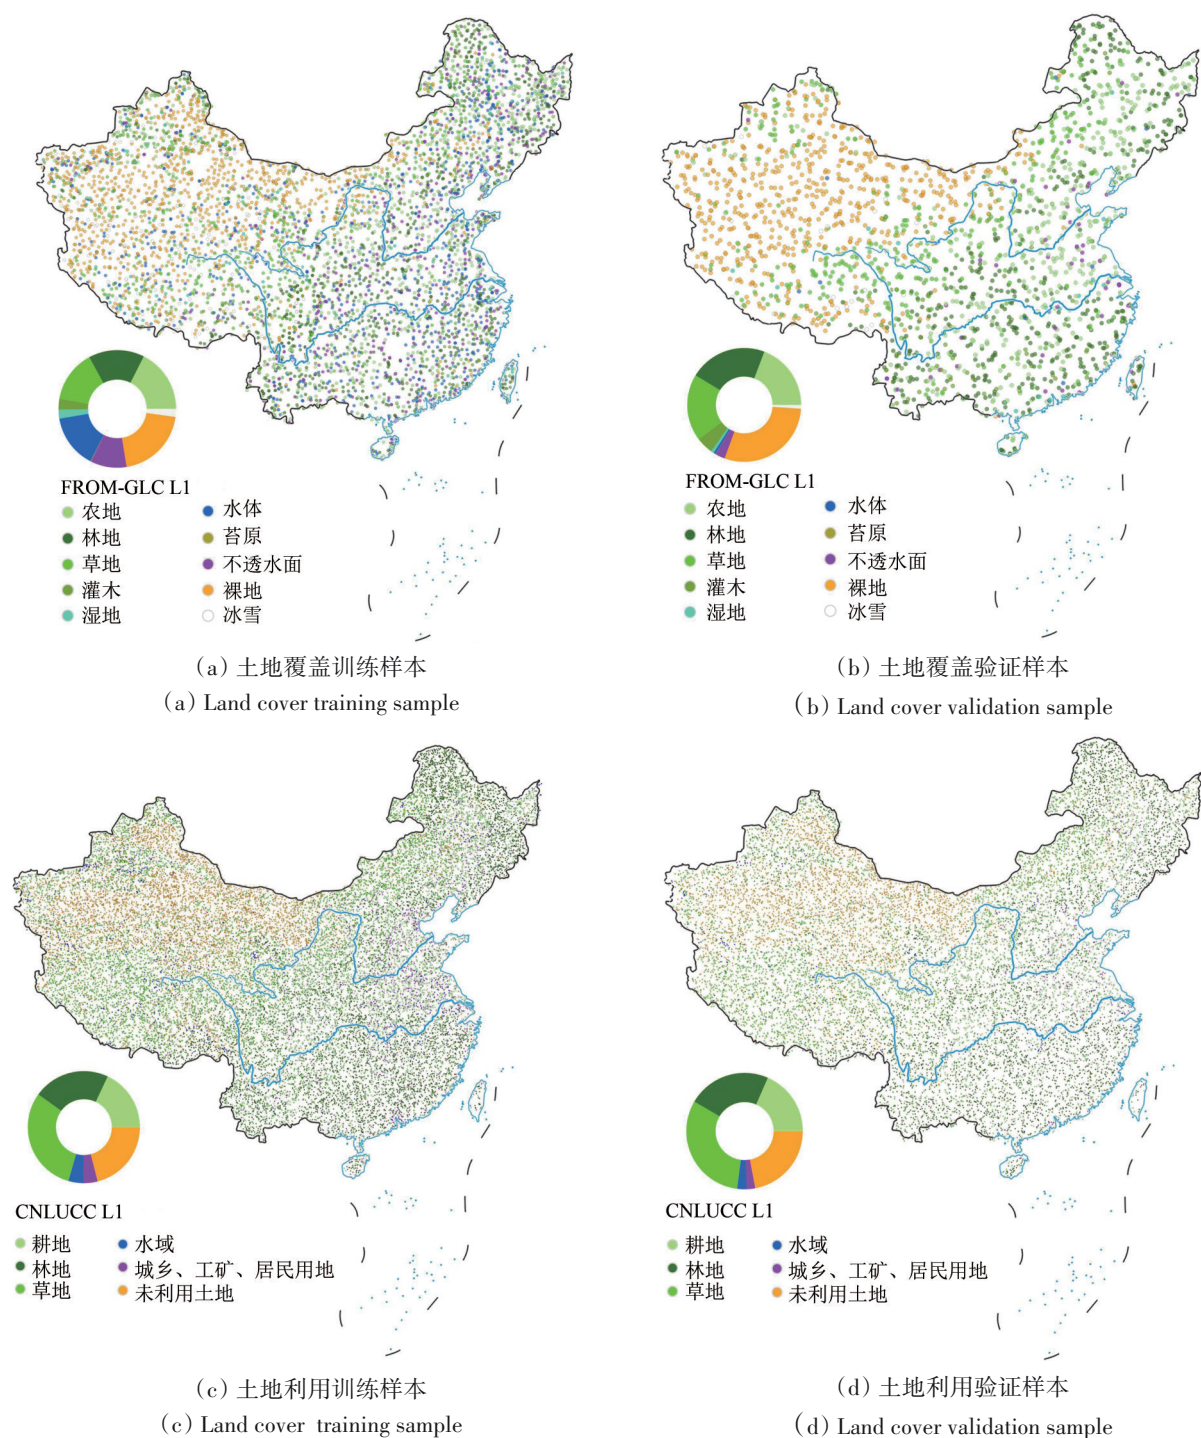 FROM-GLC L1
农地
水体
林地
苔原
草地
不透水面
灌木
裸地
湿地
冰雪
FROM-GLC L1
农地
水体
林地
苔原
草地
不透水面
灌木
裸地
湿地
冰雪
(a) 土地覆盖训练样本
(a) Land cover training sample
(b) 土地覆盖验证样本
(b) Land cover validation sample
CNLUCC L1
耕地
水域
林地
城乡、工矿、居民用地
草地
未利用土地
CNLUCC L1
耕地
水域
林地
城乡、工矿、居民用地
草地
未利用土地
(c) 土地利用训练样本
(c) Land cover training sample
(d) 土地利用验证样本
(d) Land cover validation sample